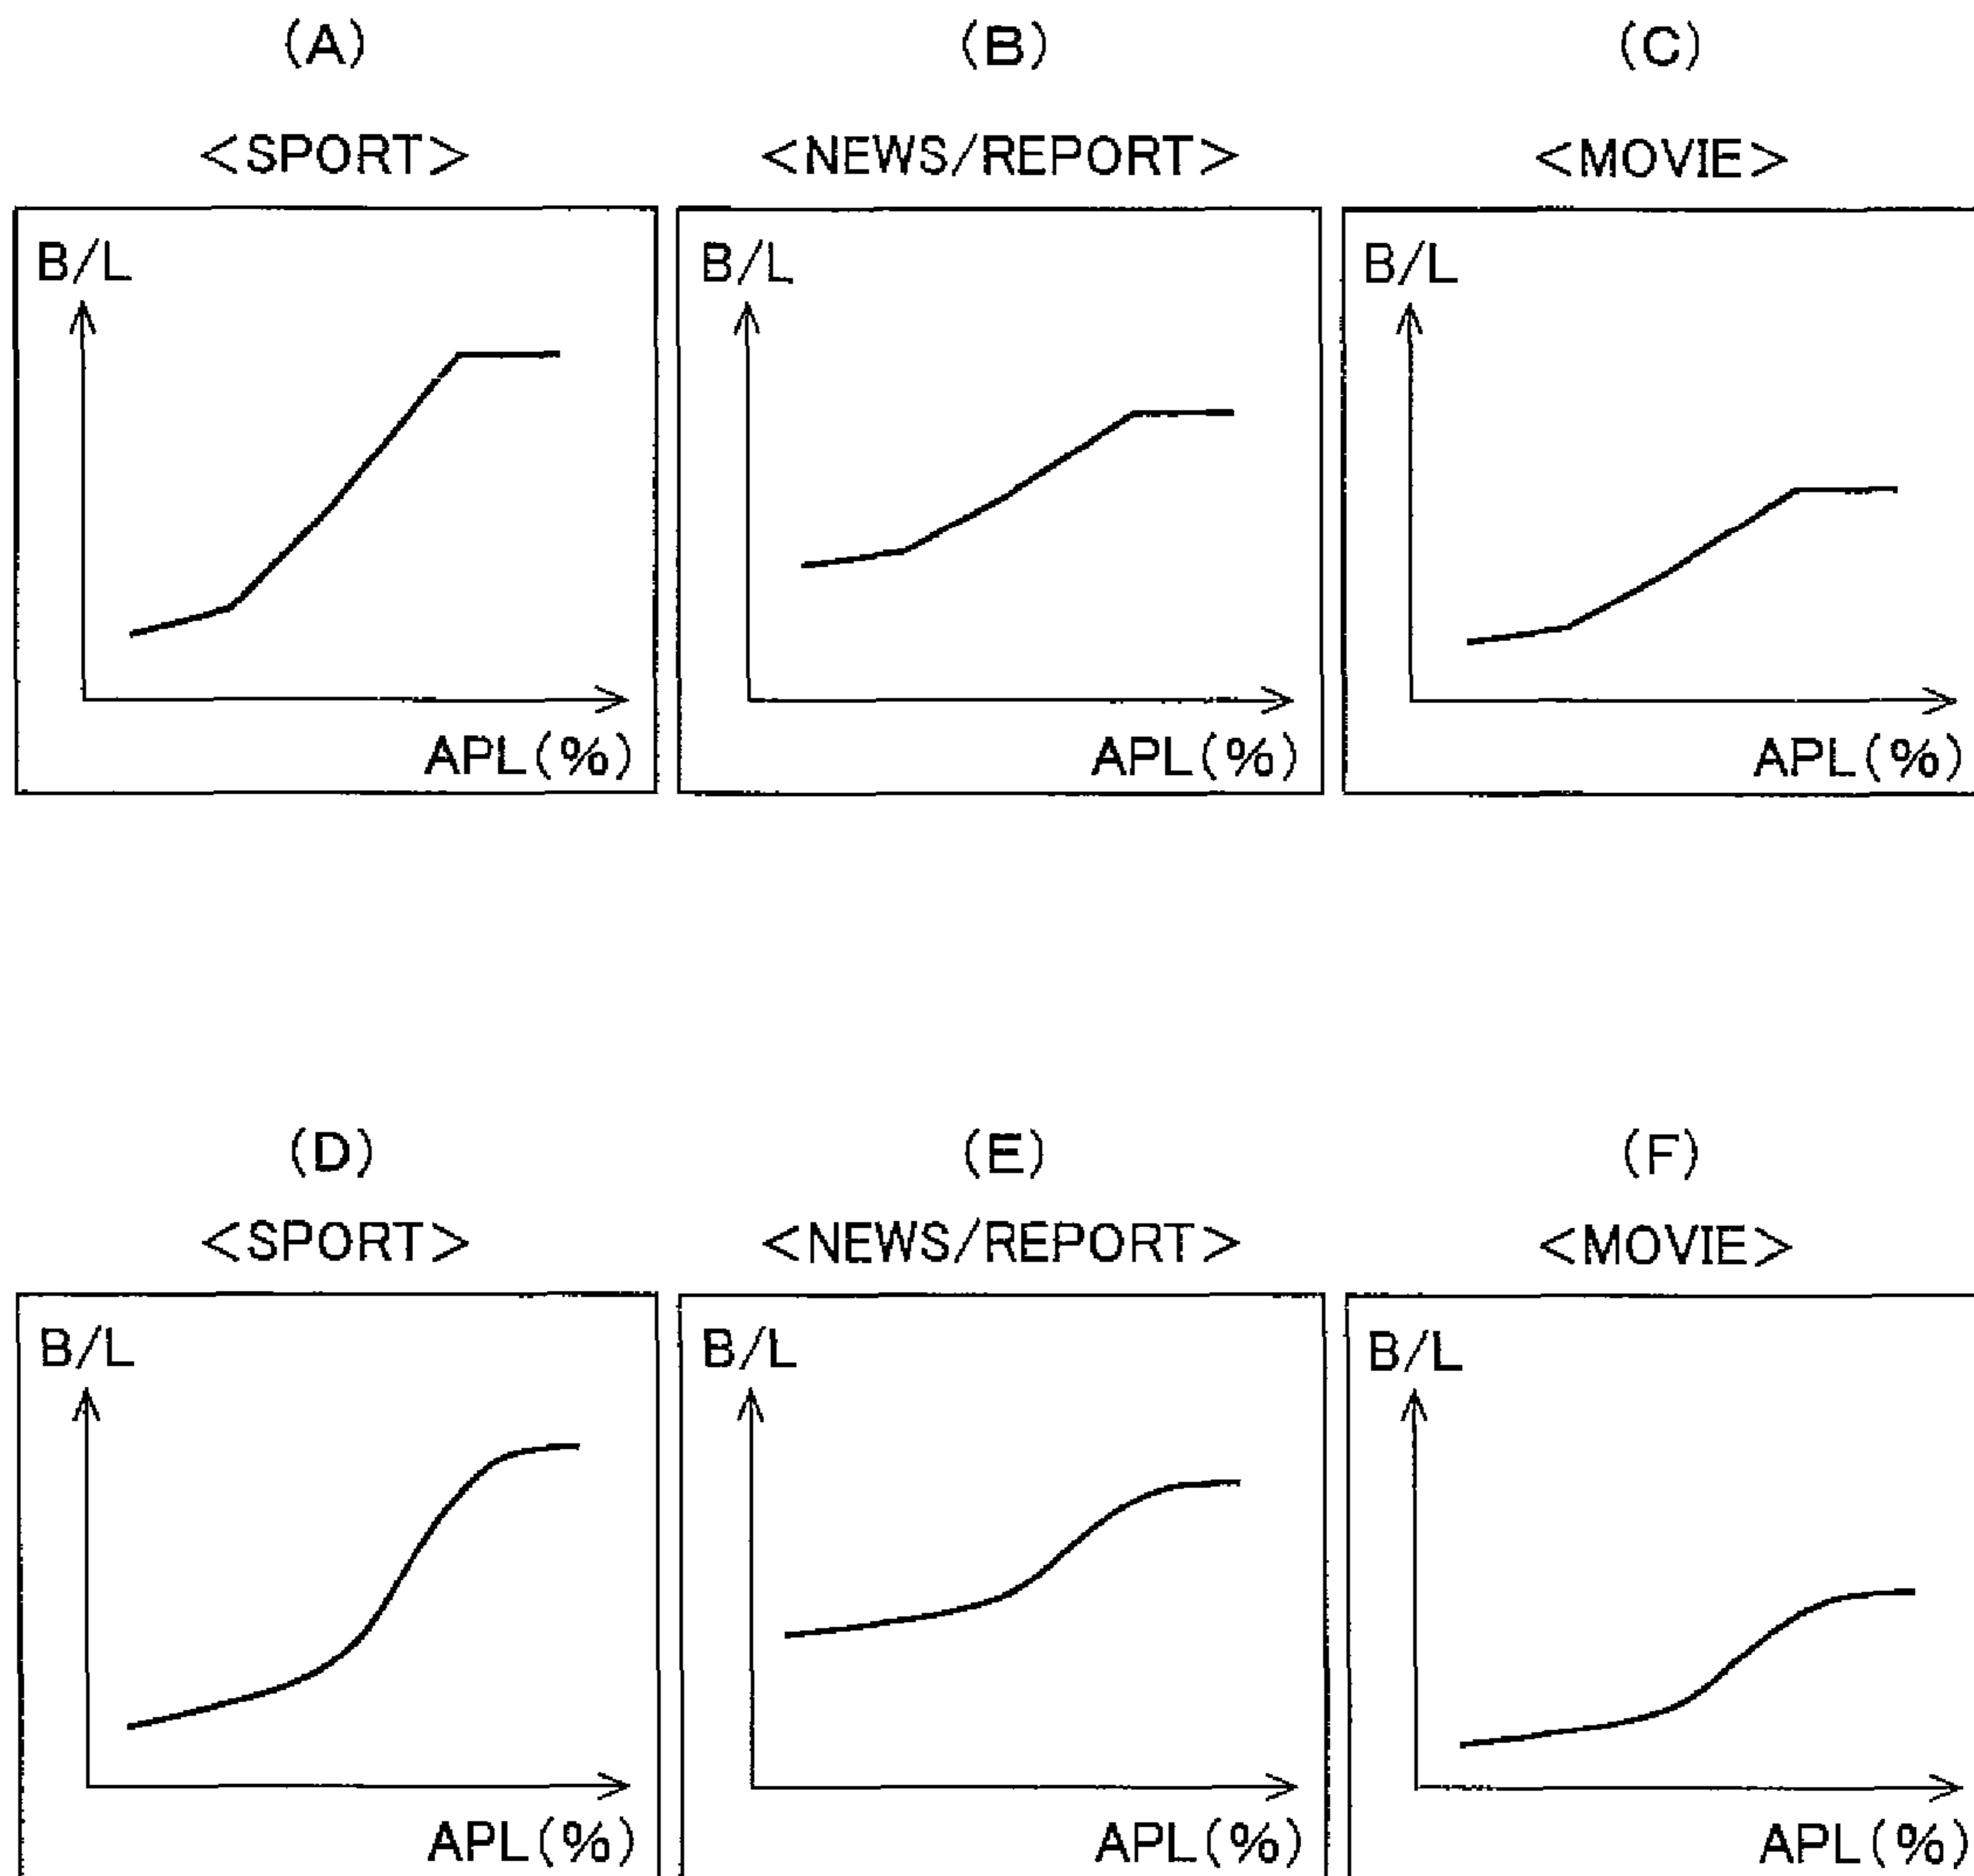 (A)
<SPORT>
B/L
APL(%)
(B)
<NEWS/REPORT>
B/L
APL(%)
(C)
<MOVIE>
B/L
APL(%)
(D)
<SPORT>
B/L
APL(%)
(E)
<NEWS/REPORT>
B/L
APL(%)
(F)
<MOVIE>
B/L
APL(%)